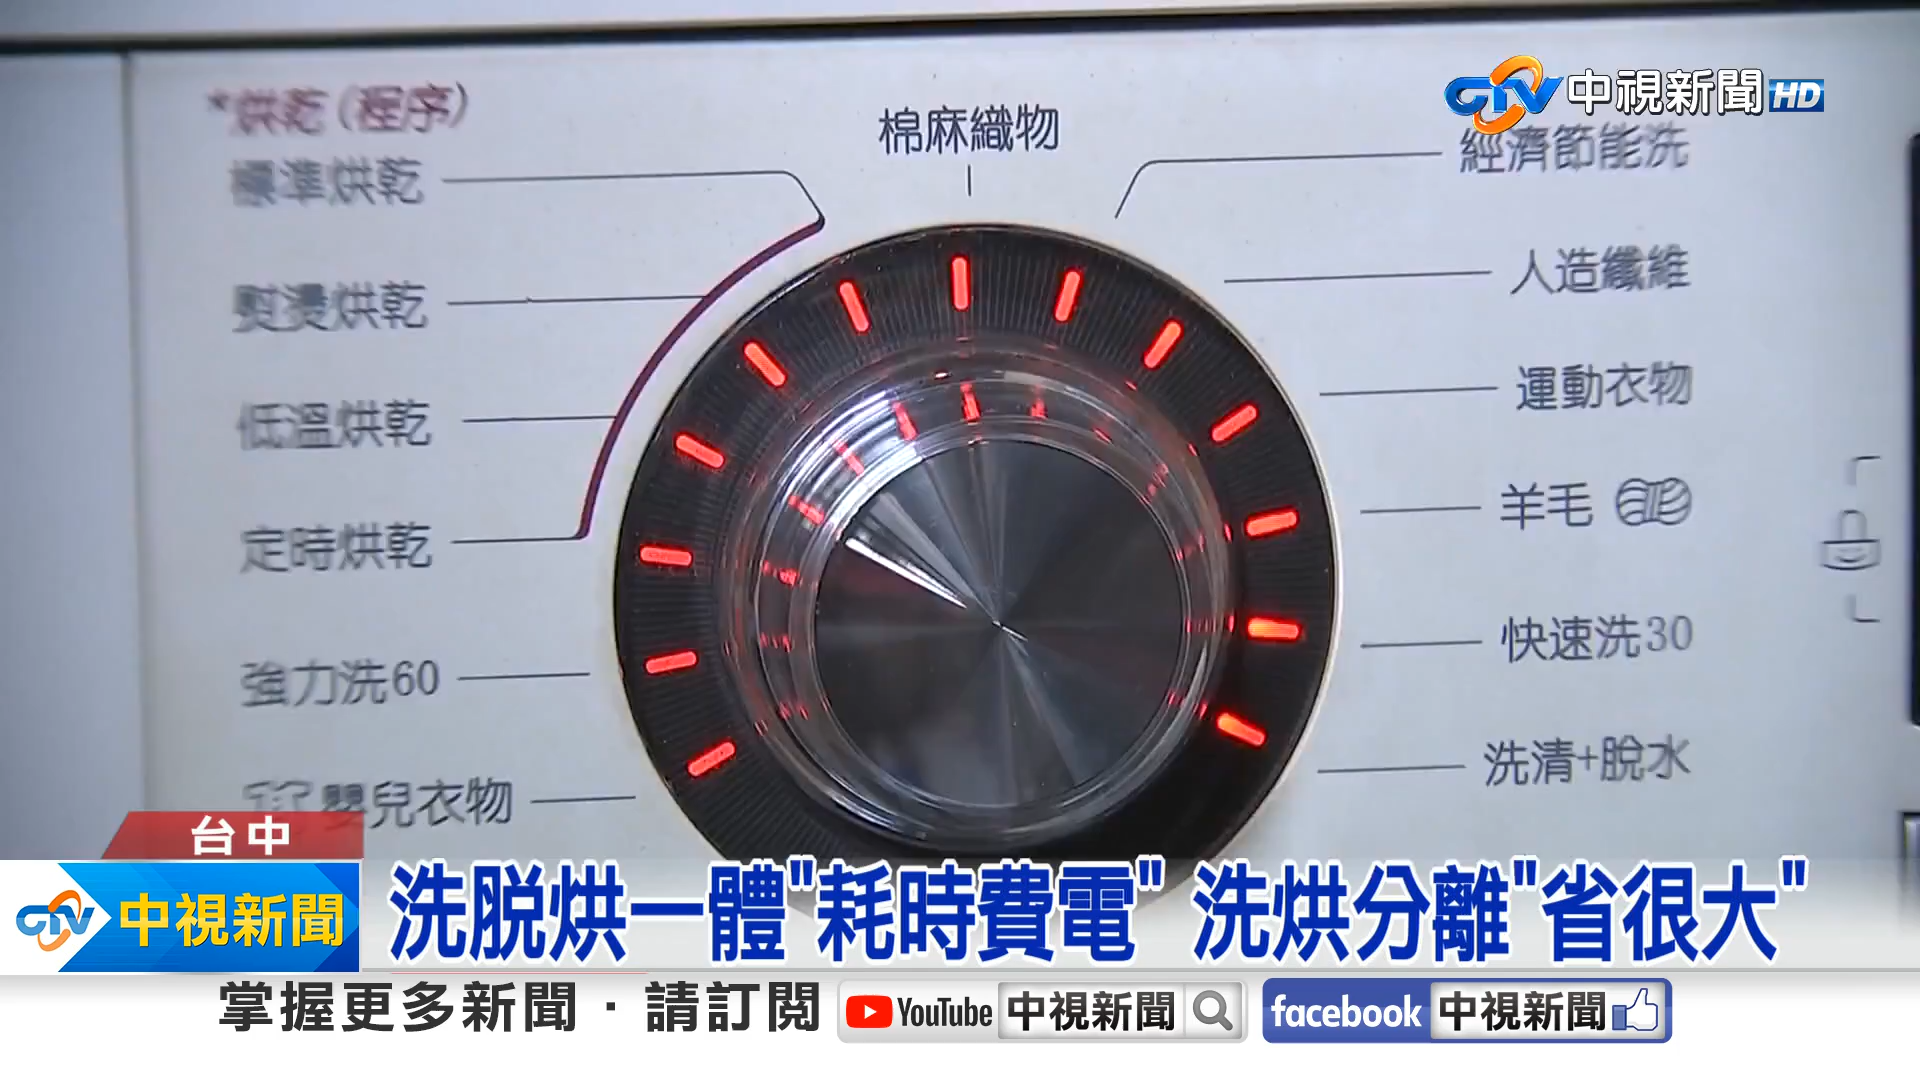 CTV 中視新聞 HD
*烘乾(程序)
標準烘乾
熨燙烘乾
低溫烘乾
定時烘乾
強力洗60
嬰兒衣物
棉麻織物
經濟節能洗
人造纖維
運動衣物
羊毛
快速洗30
洗清+脫水
台中
CTV 中視新聞
洗脫烘一體"耗時費電" 洗烘分離"省很大"
掌握更多新聞・請訂閱 YouTube 中視新聞 facebook 中視新聞